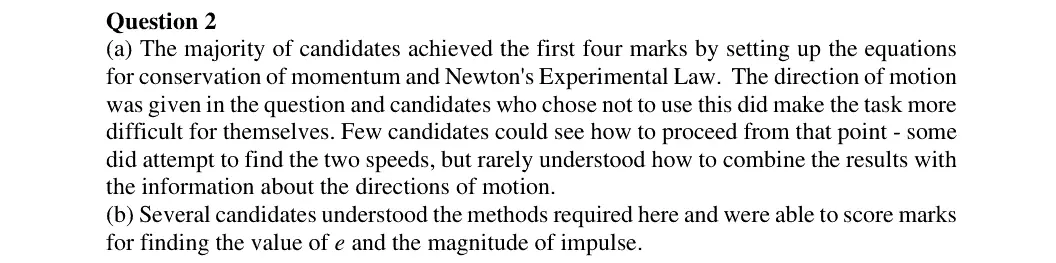 Question 2
(a) The majority of candidates achieved the first four marks by setting up the equations
for conservation of momentum and Newton's Experimental Law.  The direction of motion
was given in the question and candidates who chose not to use this did make the task more
difficult for themselves. Few candidates could see how to proceed from that point - some
did attempt to find the two speeds, but rarely understood how to combine the results with
the information about the directions of motion.
(b) Several candidates understood the methods required here and were able to score marks
for finding the value of e and the magnitude of impulse.